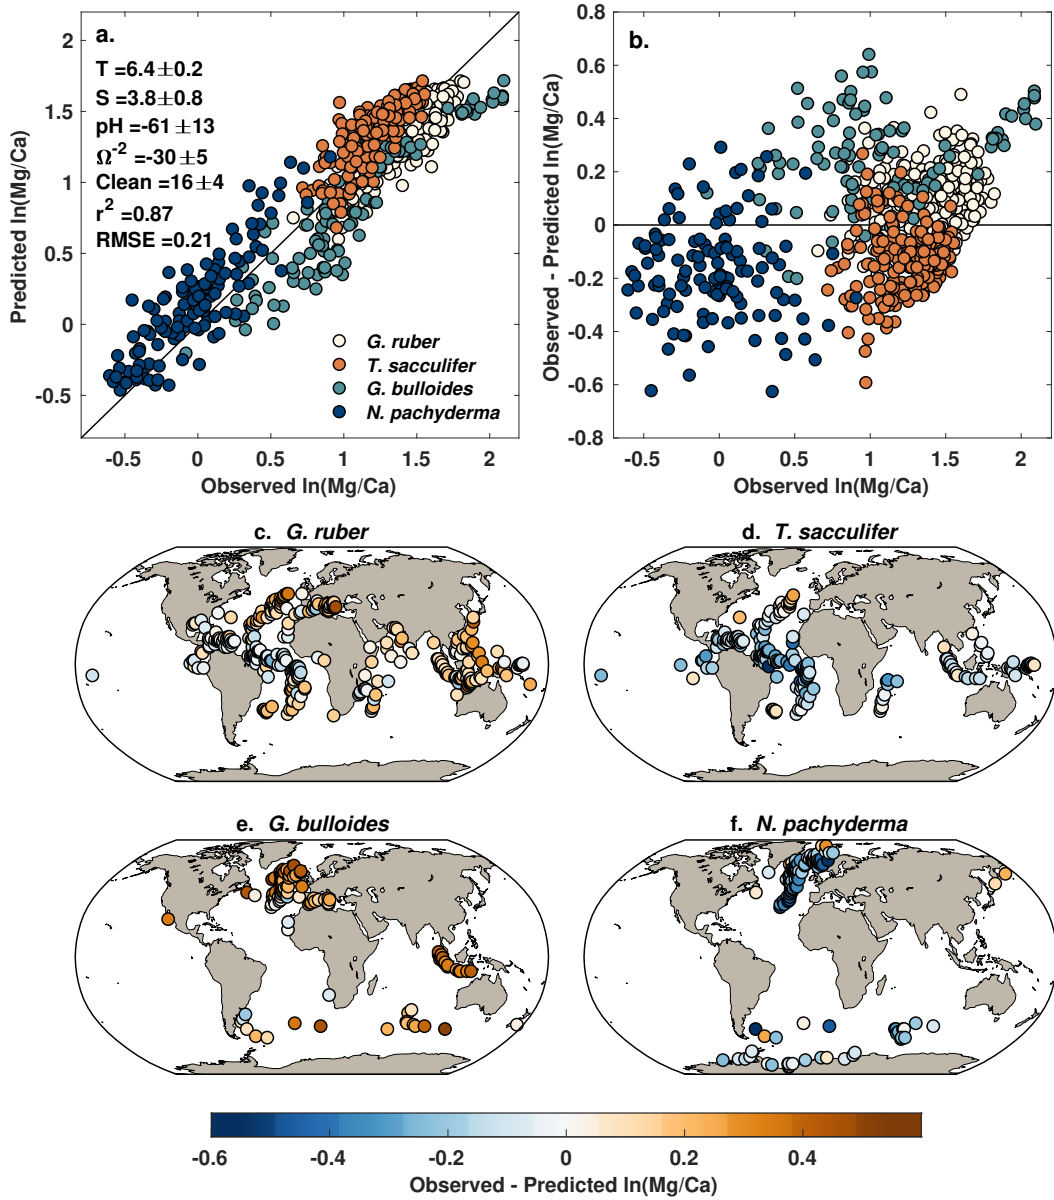 a.
T =6.4±0.2
S =3.8±0.8
pH =-61 ±13
Ω⁻² =-30±5
Clean =16±4
r² =0.87
RMSE =0.21
G. ruber
T. sacculifer
G. bulloides
N. pachyderma
2
1.5
1
0.5
0
-0.5
Predicted ln(Mg/Ca)
-0.5 0 0.5 1 1.5 2
Observed ln(Mg/Ca)
b.
0.8
0.6
0.4
0.2
0
-0.2
-0.4
-0.6
-0.8
Observed - Predicted ln(Mg/Ca)
-0.5 0 0.5 1 1.5 2
Observed ln(Mg/Ca)
c. G. ruber
d. T. sacculifer
e. G. bulloides
f. N. pachyderma
-0.6 -0.4 -0.2 0 0.2 0.4
Observed - Predicted ln(Mg/Ca)